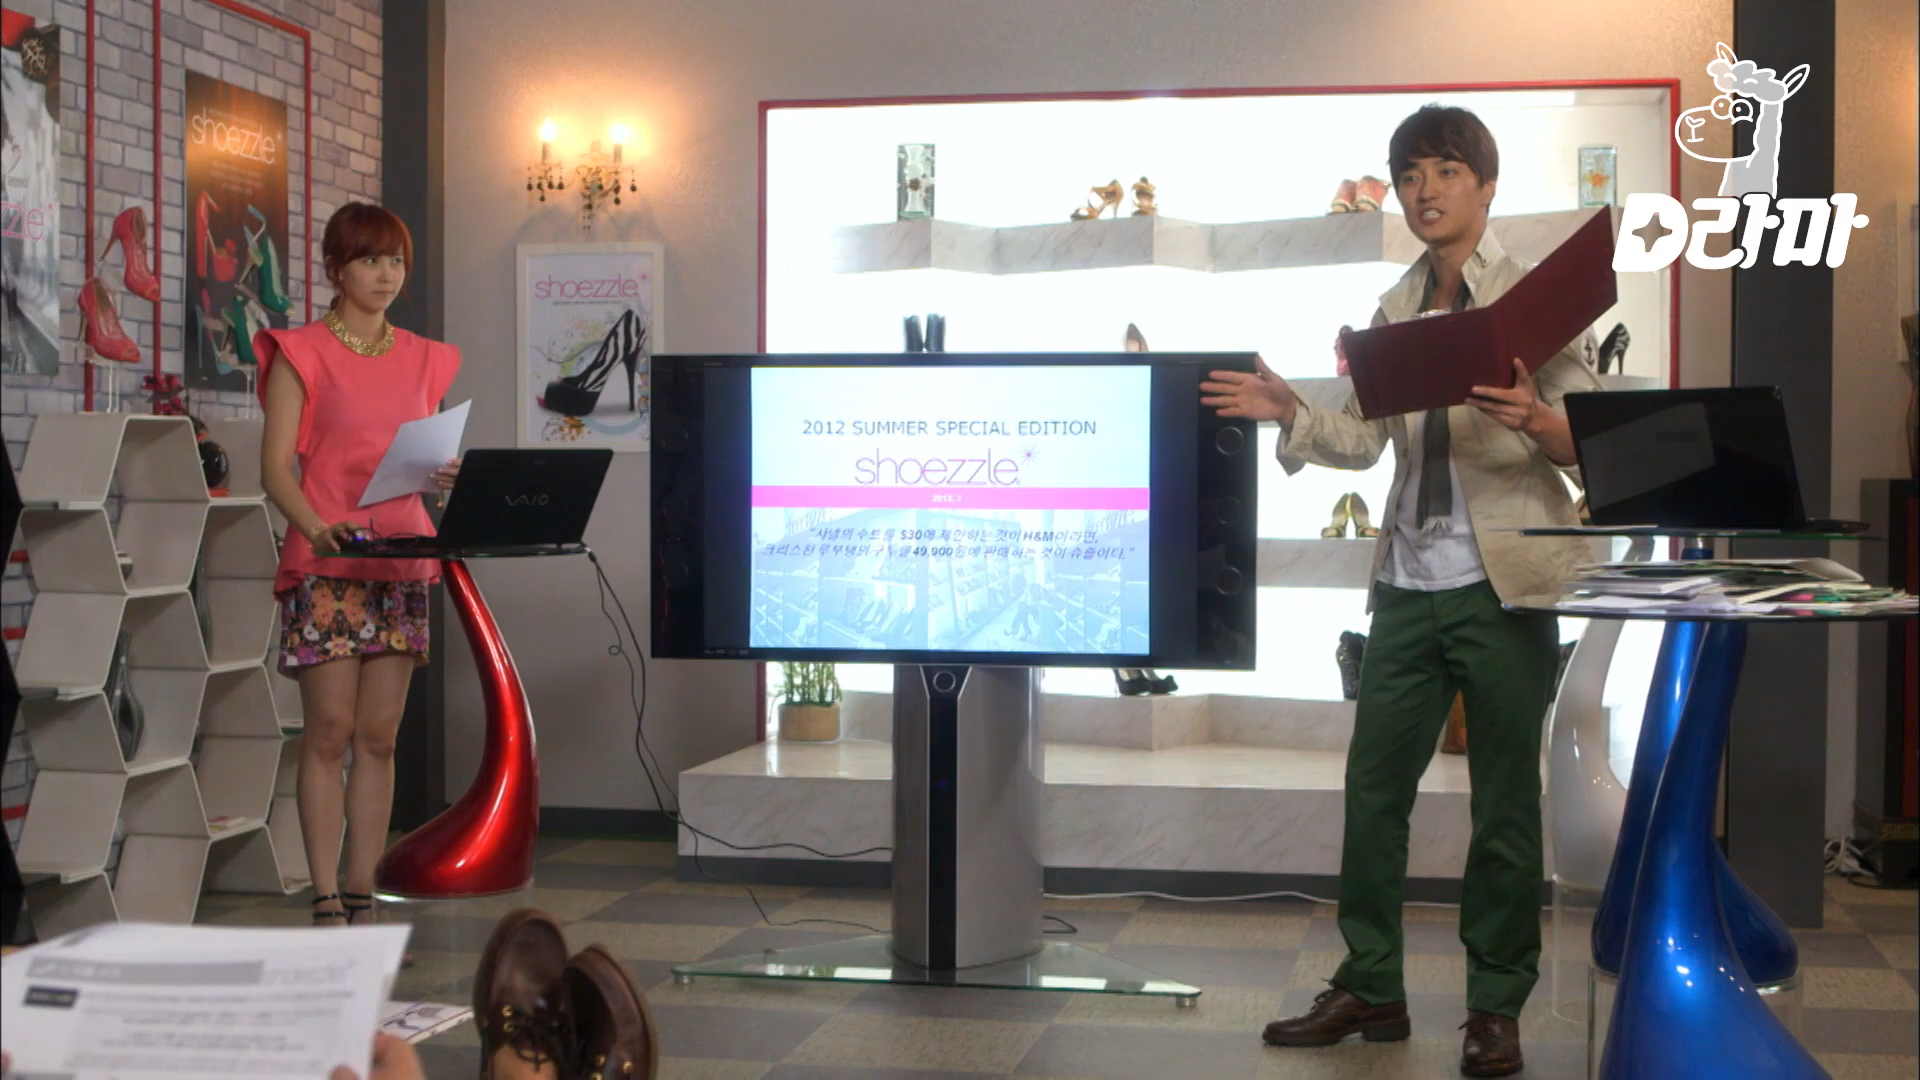 shoezzle
shoezzle
D라마
2012 SUMMER SPECIAL EDITION
shoezzle
2012. 7
"샤넬의 수트를 $30에 제안하는 것이 H&M이라면,
크리스찬 루부탱의 구두를 49,900원에 판매하는 것이 슈즐이다."
VAIO